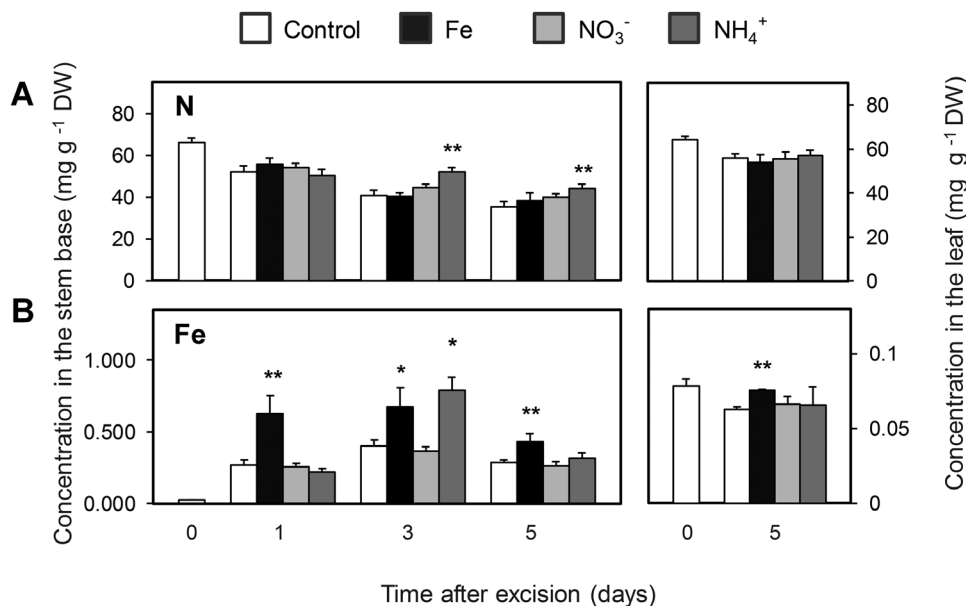 Control Fe NO₃⁻ NH₄⁺
A
Concentration in the stem base (mg g⁻¹ DW)
Concentration in the leaf (mg g⁻¹ DW)
N
80
60
40
20
0
** **
80
60
40
20
0
B
Fe
1.000
0.500
0.000
** * * **
**
0.1
0.05
0
0 1 3 5 0 5
Time after excision (days)